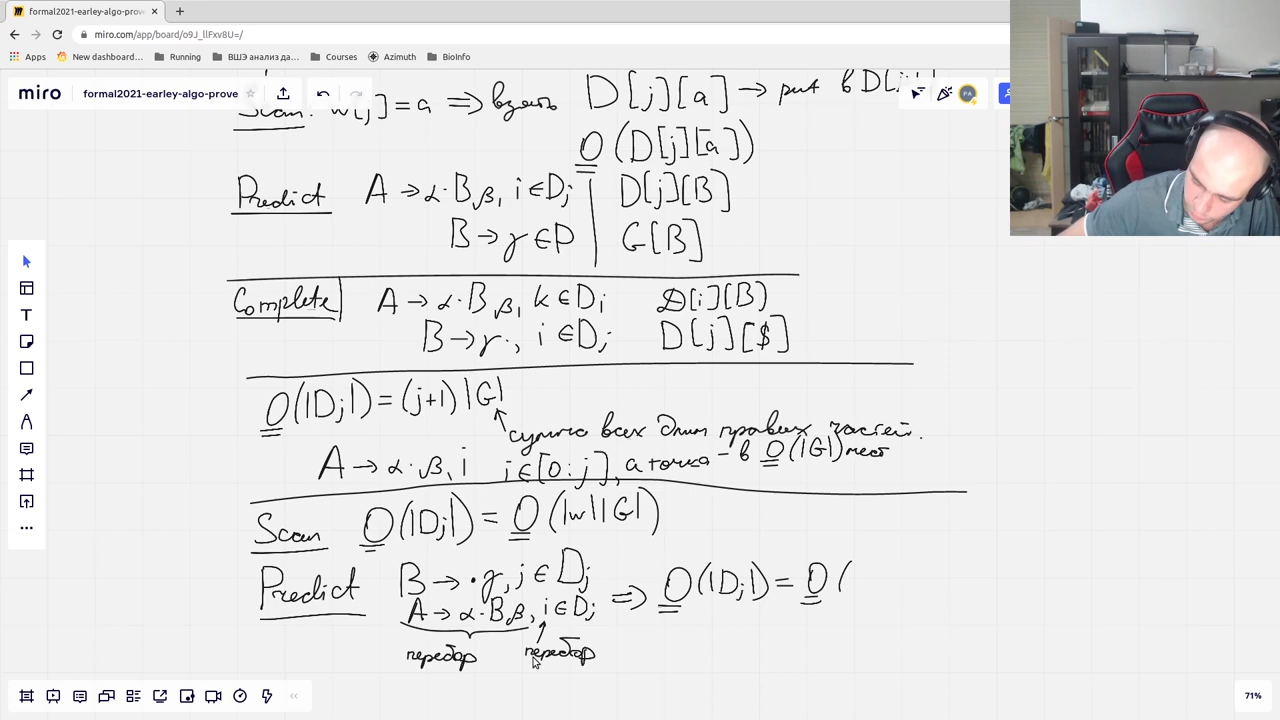 formal2021-earley-algo-prove
miro.com/app/board/o9J_llFxv8U=/
Apps New dashboard... Running ВШЭ анализ да... Courses Azimuth BioInfo
miro formal2021-earley-algo-prove
Scan: w[j] = a ⟹ взять D[j][a] → put в D[j+1]
O(D[j][a])
Predict A → α·Bβ, i ∈ Dj D[j][B]
B → γ ∈ P G[B]
Complete A → α·Bβ, k ∈ Di D[i][B]
B → γ·, i ∈ Dj D[j][$]
O(|Dj|) = (j+1)|G|
сумма всех длин правых частей.
A → α·β, i i ∈ [0:j], а точка - в O(|G|) мест
Scan O(|Dj|) = O(|w||G|)
Predict B → ·γ, j ∈ Dj
A → α·Bβ, i ∈ Dj ⟹ O(|Dj|) = O(
перебор перебор
71%